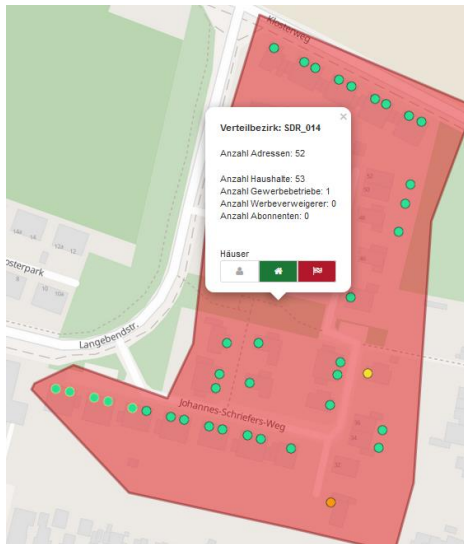 Klosterweg
×
Verteilbezirk: SDR_014
Anzahl Adressen: 52
Anzahl Haushalte: 53
Anzahl Gewerbebetriebe: 1
Anzahl Werbeverweigerer: 0
Anzahl Abonnenten: 0
Häuser
osterpark
Langebendstr.
Johannes-Schriefers-Weg